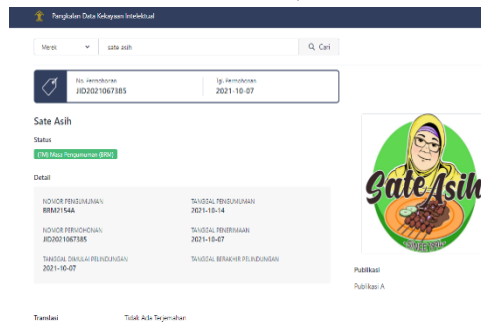 Pangkalan Data Kekayaan Intelektual
Merek
sate asih
Cari
No. Permohonan
JID2021067385
Tgl. Permohonan
2021-10-07
Sate Asih
Status
(TM) Masa Pengumuman (BRM)
Detail
NOMOR PENGUMUMAN
BRM2154A
TANGGAL PENGUMUMAN
2021-10-14
NOMOR PERMOHONAN
JID2021067385
TANGGAL PENERIMAAN
2021-10-07
TANGGAL DIMULAI PELINDUNGAN
2021-10-07
TANGGAL BERAKHIR PELINDUNGAN
Sate Asih
Publikasi
Publikasi A
Translasi
Tidak Ada Terjemahan